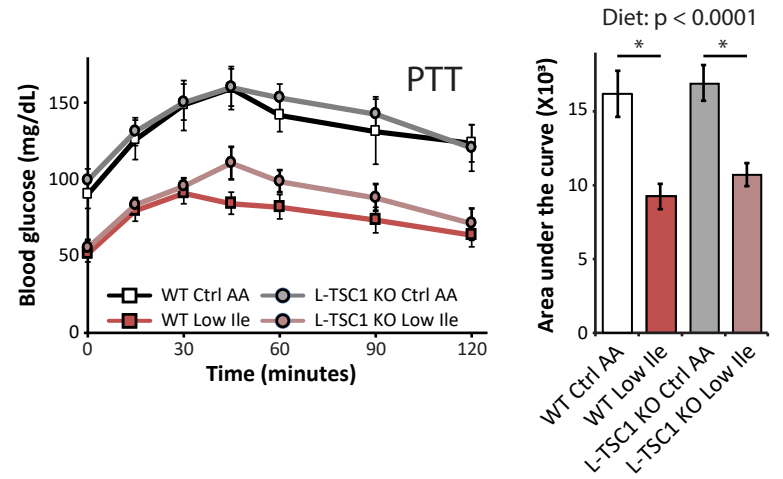 Diet: p < 0.0001
PTT
* *
Blood glucose (mg/dL)
150
100
50
0
WT Ctrl AA
L-TSC1 KO Ctrl AA
WT Low Ile
L-TSC1 KO Low Ile
0 30 60 90 120
Time (minutes)
Area under the curve (X10³)
15
10
5
0
WT Ctrl AA
WT Low Ile
L-TSC1 KO Ctrl AA
L-TSC1 KO Low Ile